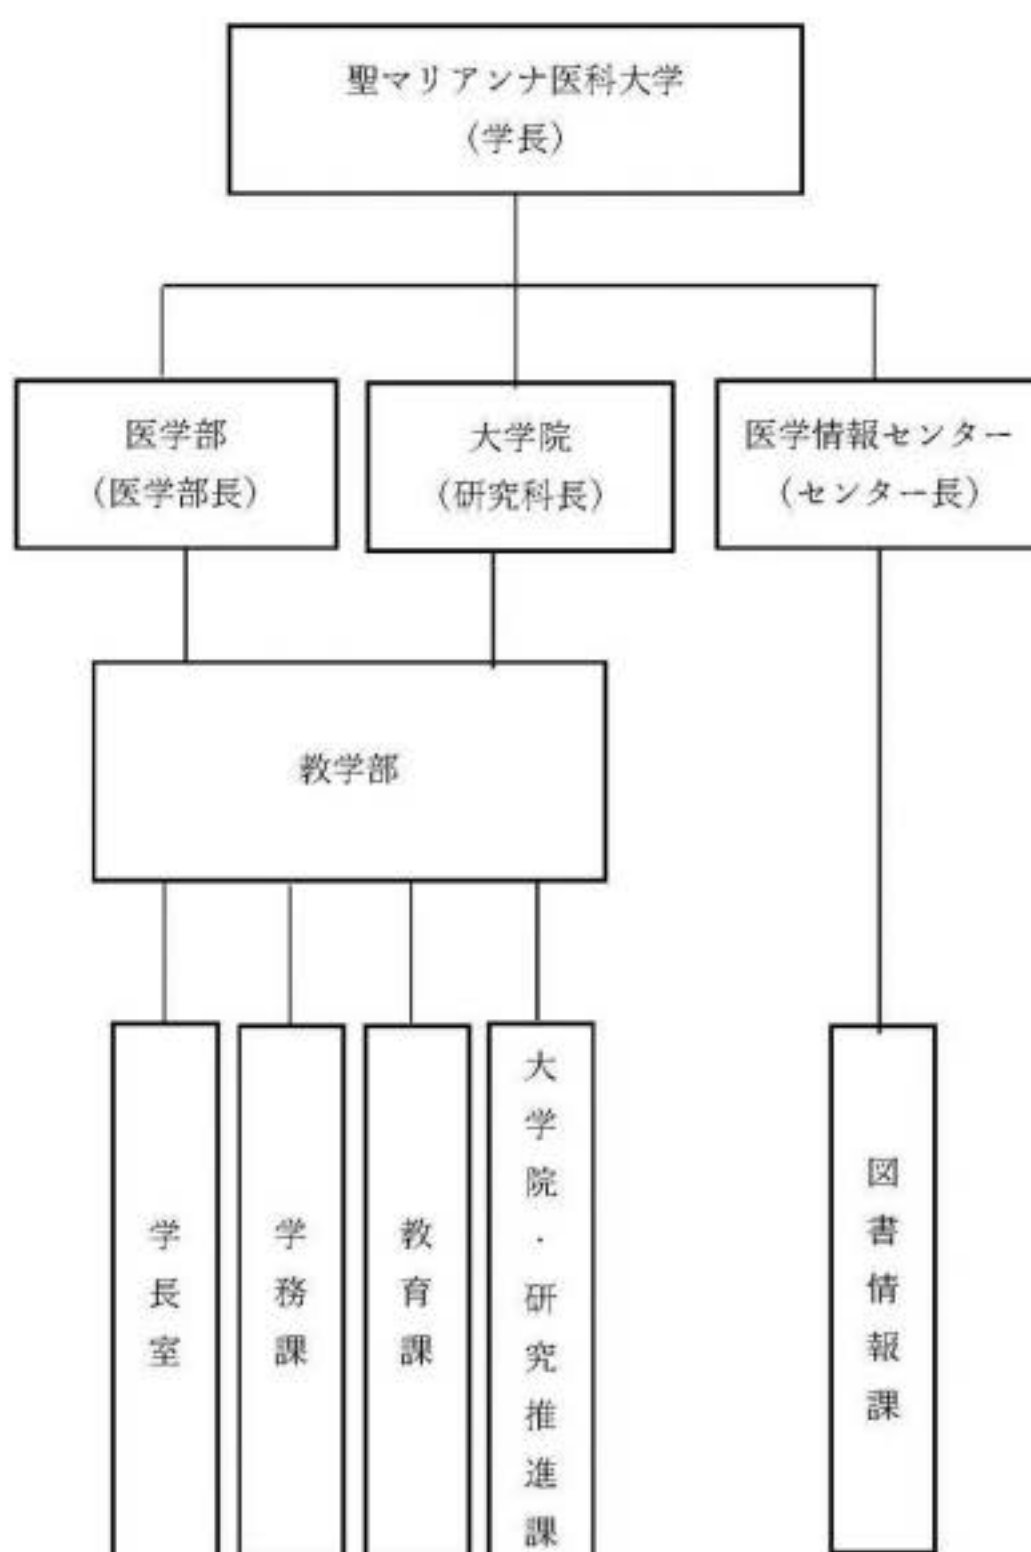 聖マリアンナ医科大学
(学長)
医学部
(医学部長)
大学院
(研究科長)
医学情報センター
(センター長)
教学部
学長室
学務課
教育課
大学院・研究推進課
図書情報課